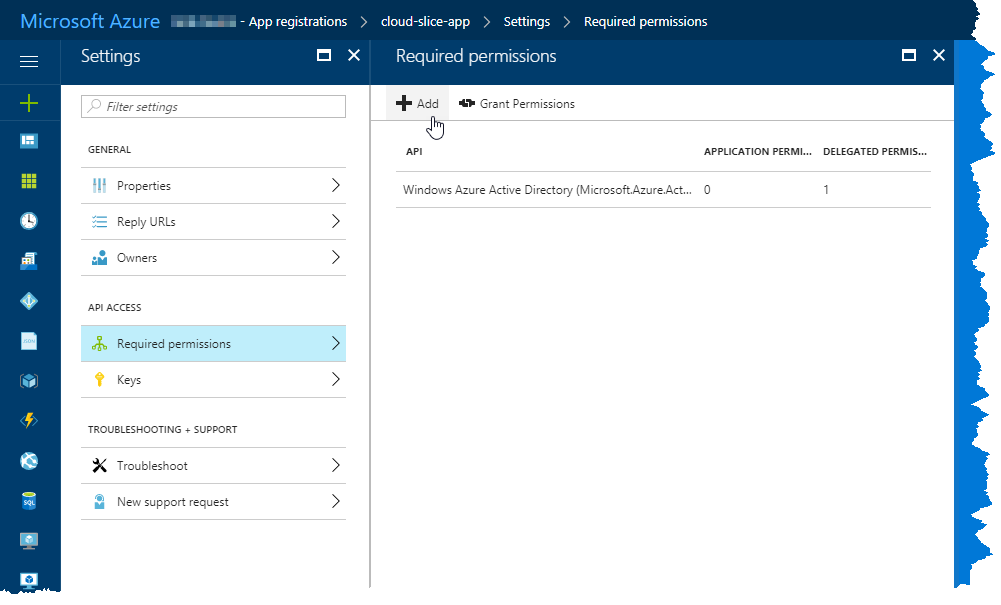 Microsoft Azure - App registrations > cloud-slice-app > Settings > Required permissions
Settings
Filter settings
GENERAL
Properties
Reply URLs
Owners
API ACCESS
Required permissions
Keys
TROUBLESHOOTING + SUPPORT
Troubleshoot
New support request
Required permissions
Add Grant Permissions
API APPLICATION PERMI... DELEGATED PERMIS...
Windows Azure Active Directory (Microsoft.Azure.Act... 0 1
SQL